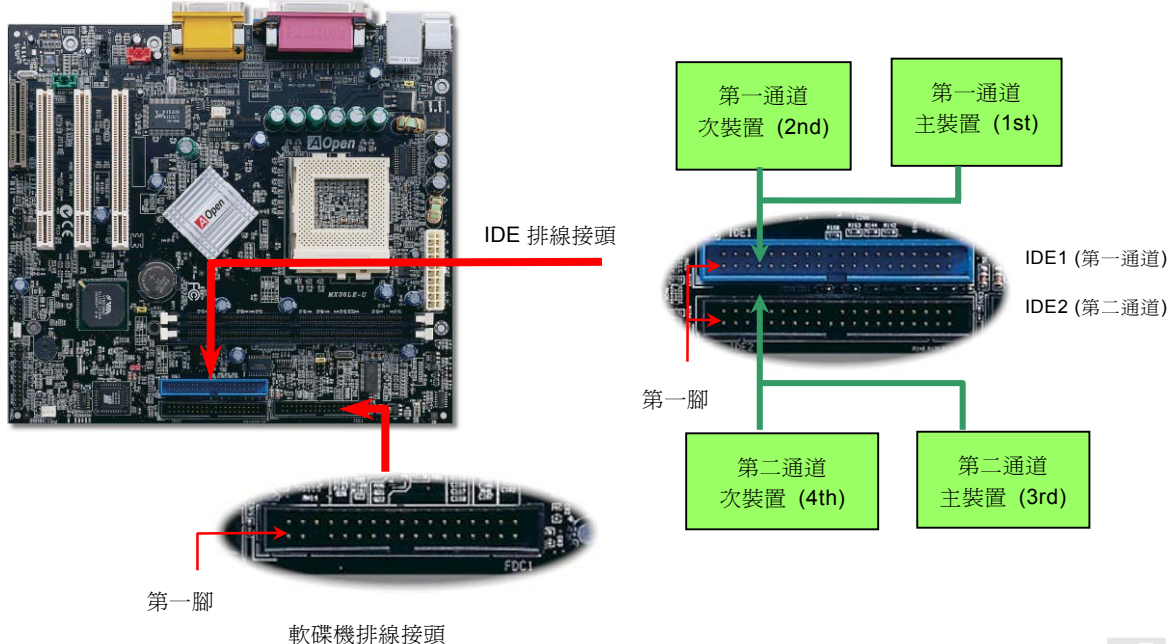 AOpen
AOpen
MX36LE-U
IDE 排線接頭
第一通道
次裝置 (2nd)
第一通道
主裝置 (1st)
IDE1
IDE1 (第一通道)
IDE2 (第二通道)
第一腳
第二通道
次裝置 (4th)
第二通道
主裝置 (3rd)
FDC1
第一腳
軟碟機排線接頭